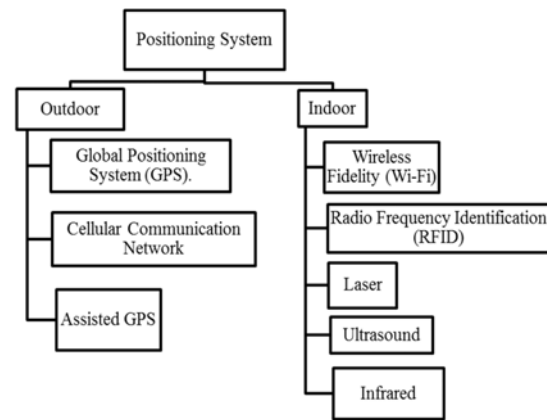 Positioning System
Outdoor
Indoor
Global Positioning
System (GPS).
Cellular Communication
Network
Assisted GPS
Wireless
Fidelity (Wi-Fi)
Radio Frequency Identification
(RFID)
Laser
Ultrasound
Infrared